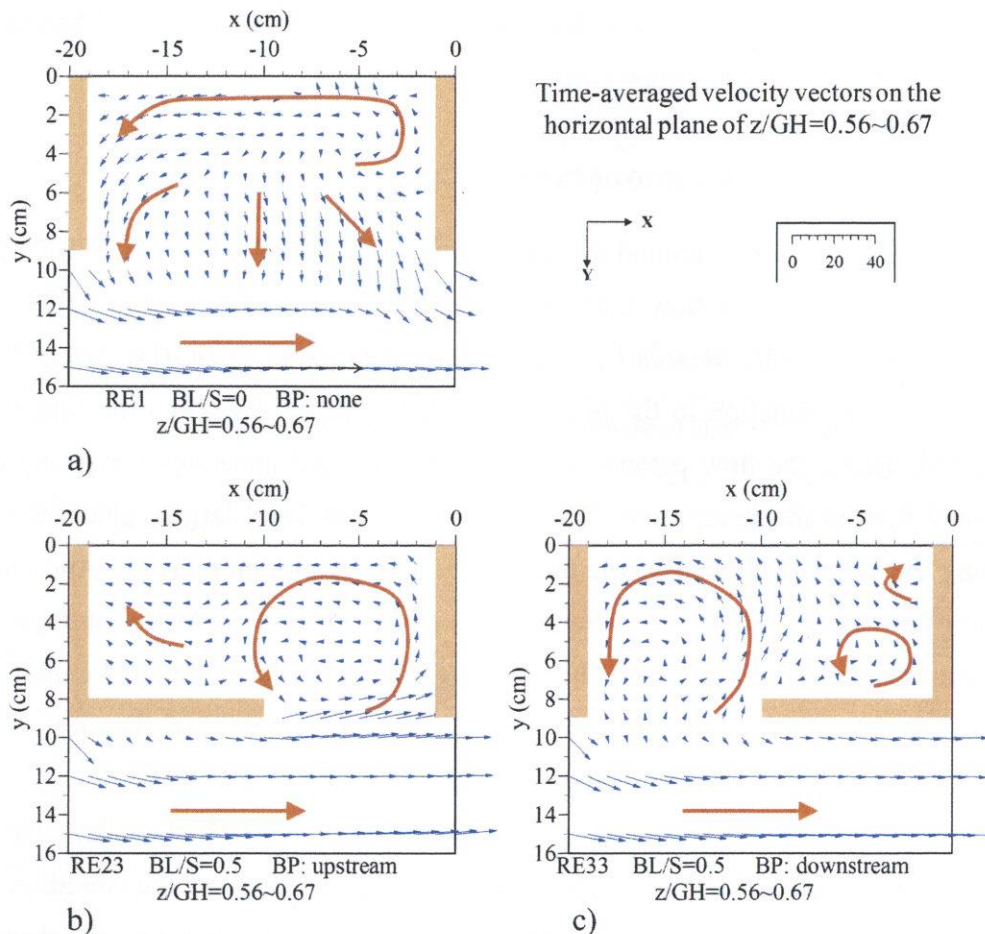 x (cm)
-20 -15 -10 -5 0
0
2
4
6
8
10
12
14
16
y (cm)
Time-averaged velocity vectors on the
horizontal plane of z/GH=0.56~0.67
X
Y
0 20 40
RE1 BL/S=0 BP: none
z/GH=0.56~0.67
a)
x (cm)
-20 -15 -10 -5 0
0
2
4
6
8
10
12
14
16
y (cm)
RE23 BL/S=0.5 BP: upstream
z/GH=0.56~0.67
b)
x (cm)
-20 -15 -10 -5 0
0
2
4
6
8
10
12
14
16
y (cm)
RE33 BL/S=0.5 BP: downstream
z/GH=0.56~0.67
c)